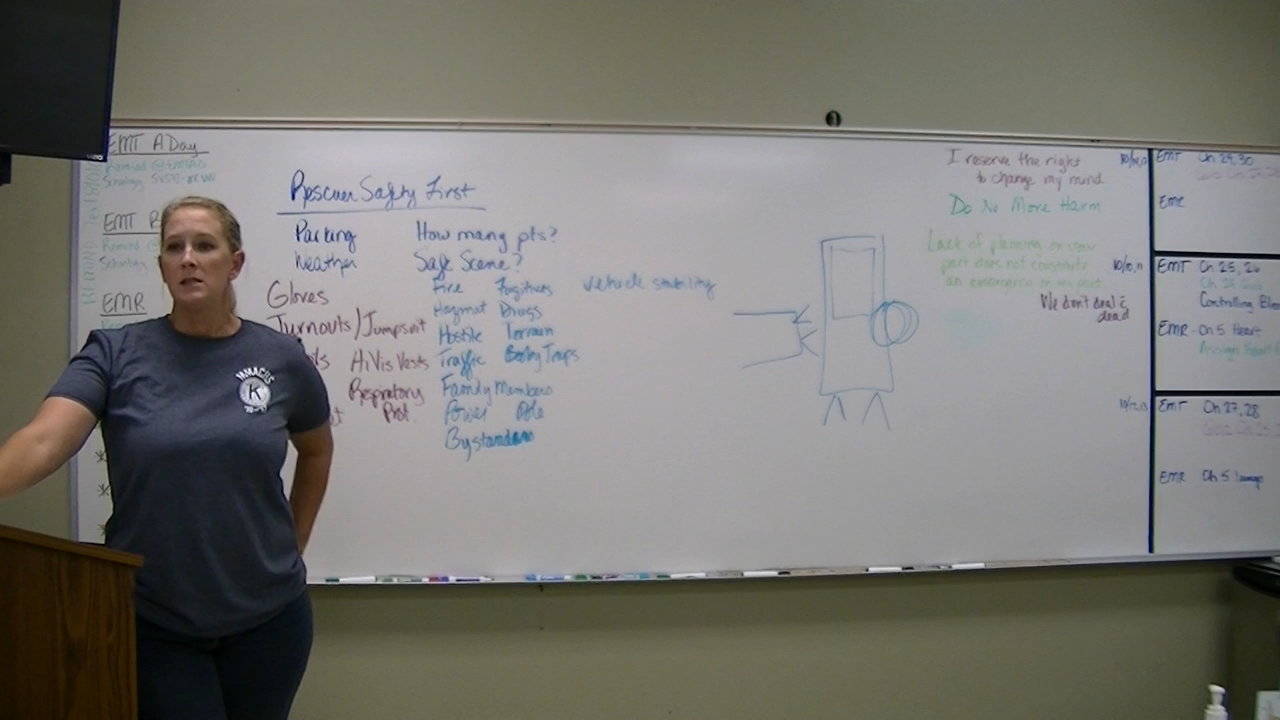 EMT A Day
EMT
EMR
Rescuer Safety First
Parking
Weather
How many pts?
Safe Scene?
Fire Fugitives
Hazmat Drugs
Hostile Terrain
Traffic Booby Traps
Family Members
Power Pole
Bystanders
vehicle stability
Gloves
Turnouts/Jumpsuit
HiVis Vests
Respiratory
Prot.
K
I reserve the right
to change my mind
Do No More Harm
Lack of planning on your
part does not constitute
an emergency on my part
We don't deal c̄
dead
EMT Ch 29,30
EMR
EMT Ch 25,26
Controlling
EMR - Ch 5 Heart
Assign Heart
EMT Ch 27,28
EMR Ch 5 Lungs